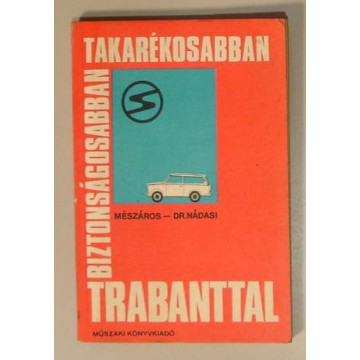 TAKARÉKOSABBAN
BIZTONSÁGOSABBAN
MÉSZÁROS — DR. NÁDASI
TRABANTTAL
MŰSZAKI KÖNYVKIADÓ